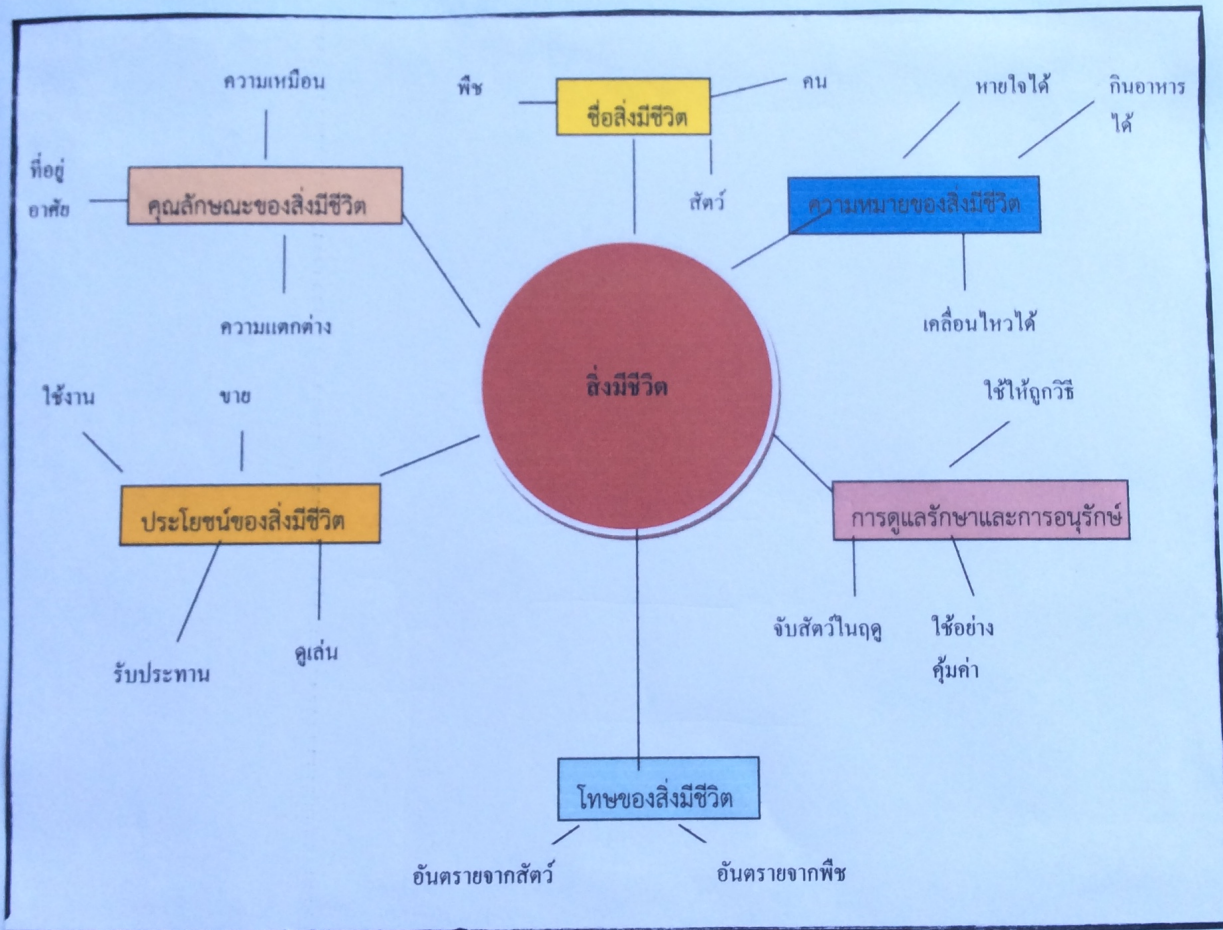 ความเหมือน
พืช
ชื่อสิ่งมีชีวิต
คน
หายใจได้
กินอาหาร
ได้
ที่อยู่
อาศัย
คุณลักษณะของสิ่งมีชีวิต
สัตว์
ความหมายของสิ่งมีชีวิต
ความแตกต่าง
เคลื่อนไหวได้
สิ่งมีชีวิต
ใช้งาน
ขาย
ใช้ให้ถูกวิธี
ประโยชน์ของสิ่งมีชีวิต
การดูแลรักษาและการอนุรักษ์
รับประทาน
ดูเล่น
จับสัตว์ในฤดู
ใช้อย่าง
คุ้มค่า
โทษของสิ่งมีชีวิต
อันตรายจากสัตว์
อันตรายจากพืช